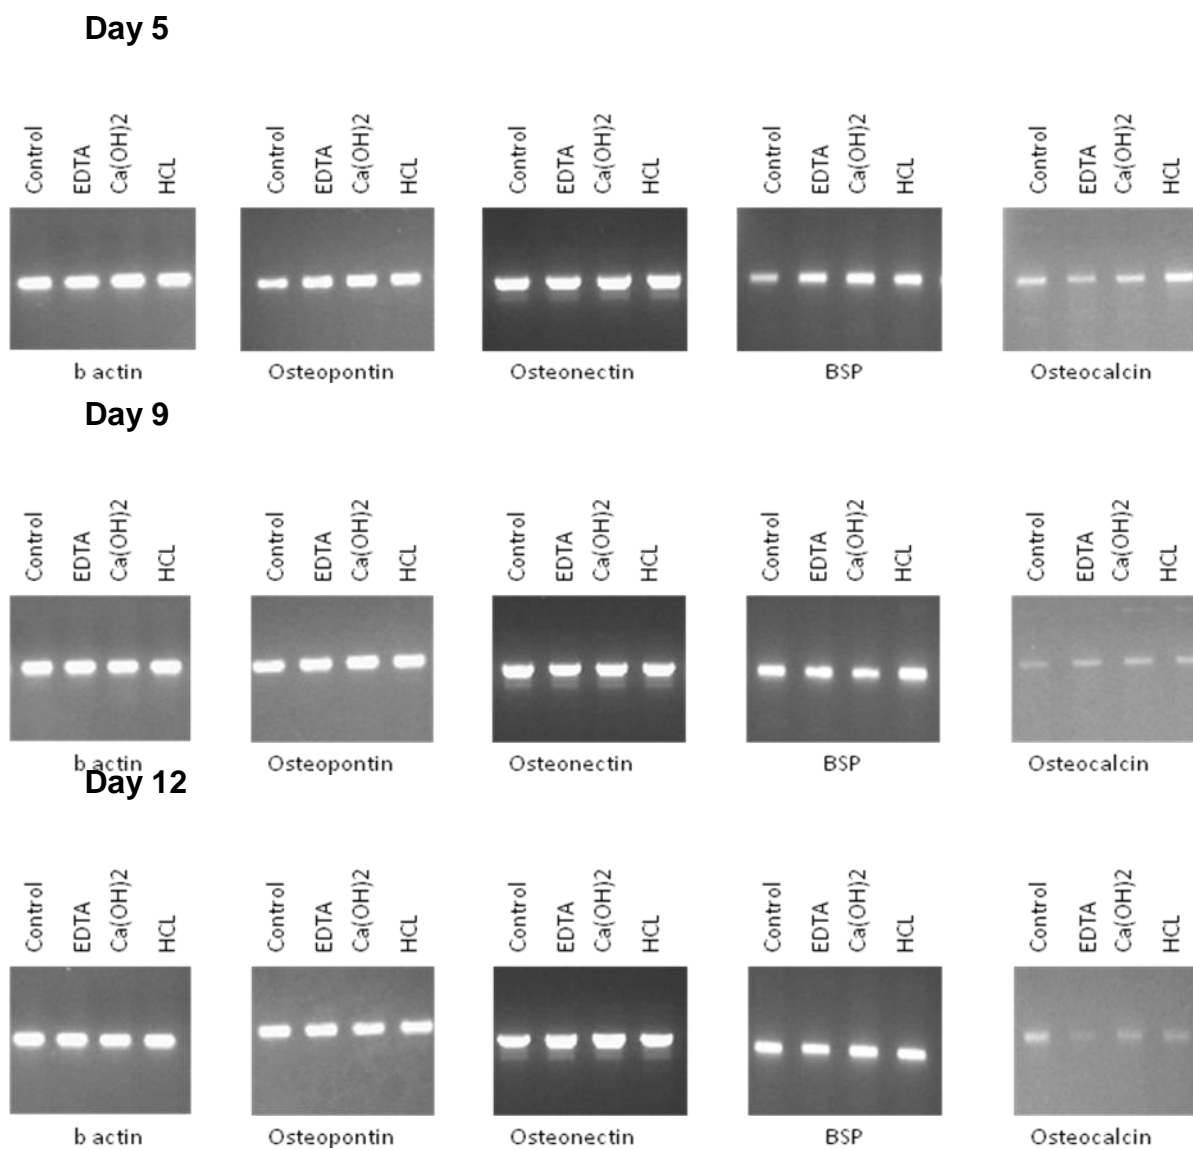 Day 5
Control EDTA Ca(OH)2 HCL Control EDTA Ca(OH)2 HCL Control EDTA Ca(OH)2 HCL Control EDTA Ca(OH)2 HCL Control EDTA Ca(OH)2 HCL
b actin Osteopontin Osteonectin BSP Osteocalcin
Day 9
Control EDTA Ca(OH)2 HCL Control EDTA Ca(OH)2 HCL Control EDTA Ca(OH)2 HCL Control EDTA Ca(OH)2 HCL Control EDTA Ca(OH)2 HCL
b actin Osteopontin Osteonectin BSP Osteocalcin
Day 12
Control EDTA Ca(OH)2 HCL Control EDTA Ca(OH)2 HCL Control EDTA Ca(OH)2 HCL Control EDTA Ca(OH)2 HCL Control EDTA Ca(OH)2 HCL
b actin Osteopontin Osteonectin BSP Osteocalcin